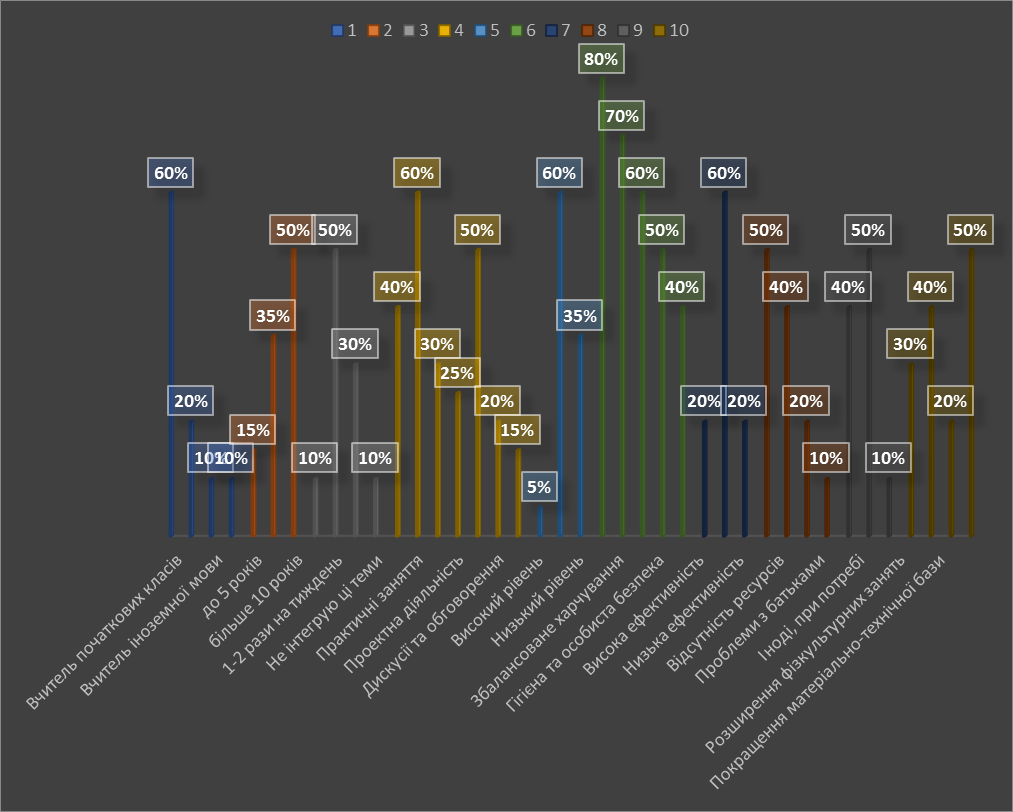 1 2 3 4 5 6 7 8 9 10
60%
20%
10%
10%
15%
35%
50%
10%
50%
30%
10%
40%
60%
30%
25%
50%
20%
15%
5%
60%
35%
80%
70%
60%
50%
40%
20%
60%
20%
50%
40%
20%
10%
40%
50%
10%
30%
40%
20%
50%
Вчитель початкових класів
Вчитель іноземної мови
до 5 років
більше 10 років
1-2 рази на тиждень
Не інтегрую ці теми
Практичні заняття
Проектна діяльність
Дискусії та обговорення
Високий рівень
Низький рівень
Збалансоване харчування
Гігієна та особиста безпека
Висока ефективність
Низька ефективність
Відсутність ресурсів
Проблеми з батьками
Іноді, при потребі
Розширення фізкультурних занять
Покращення матеріально-технічної бази